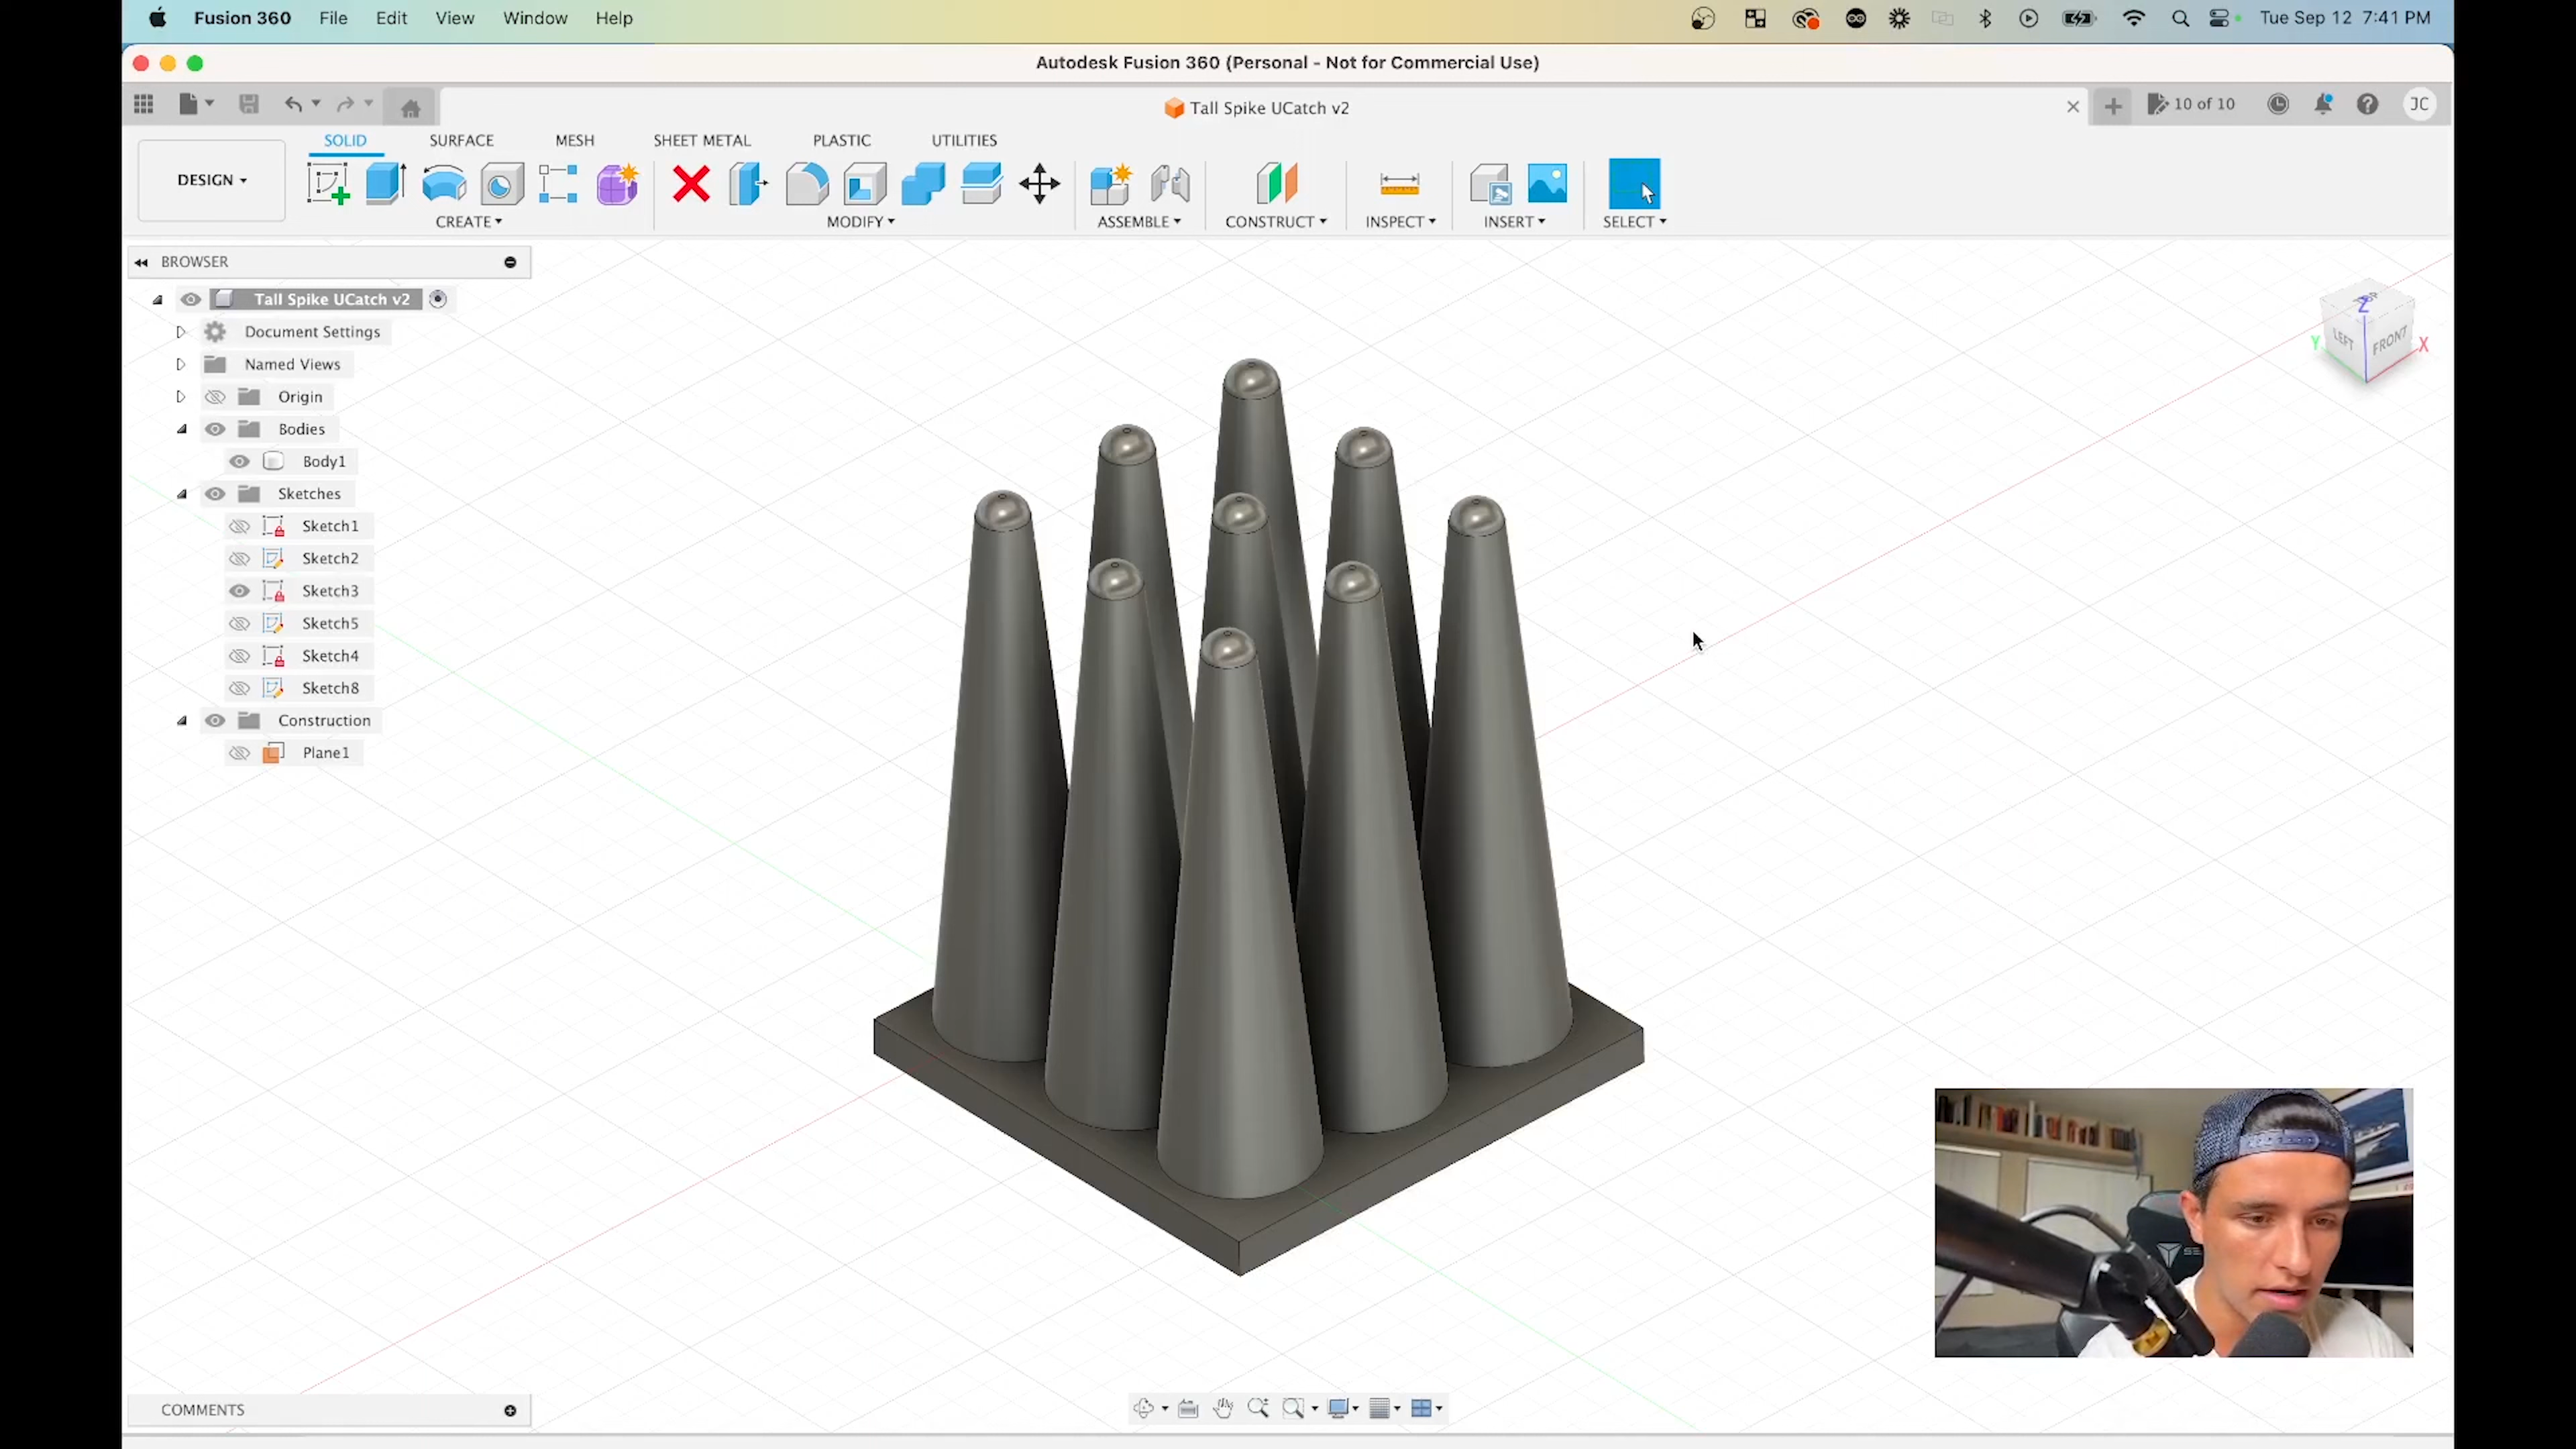 Fusion 360 File Edit View Window Help Tue Sep 12 7:41 PM
Autodesk Fusion 360 (Personal - Not for Commercial Use)
Tall Spike UCatch v2 10 of 10 JC
SOLID SURFACE MESH SHEET METAL PLASTIC UTILITIES
DESIGN
CREATE MODIFY ASSEMBLE CONSTRUCT INSPECT INSERT SELECT
BROWSER
Tall Spike UCatch v2
Document Settings
Named Views
Origin
Bodies
Body1
Sketches
Sketch1
Sketch2
Sketch3
Sketch5
Sketch4
Sketch8
Construction
Plane1
Z
LEFT FRONT
Y X
COMMENTS